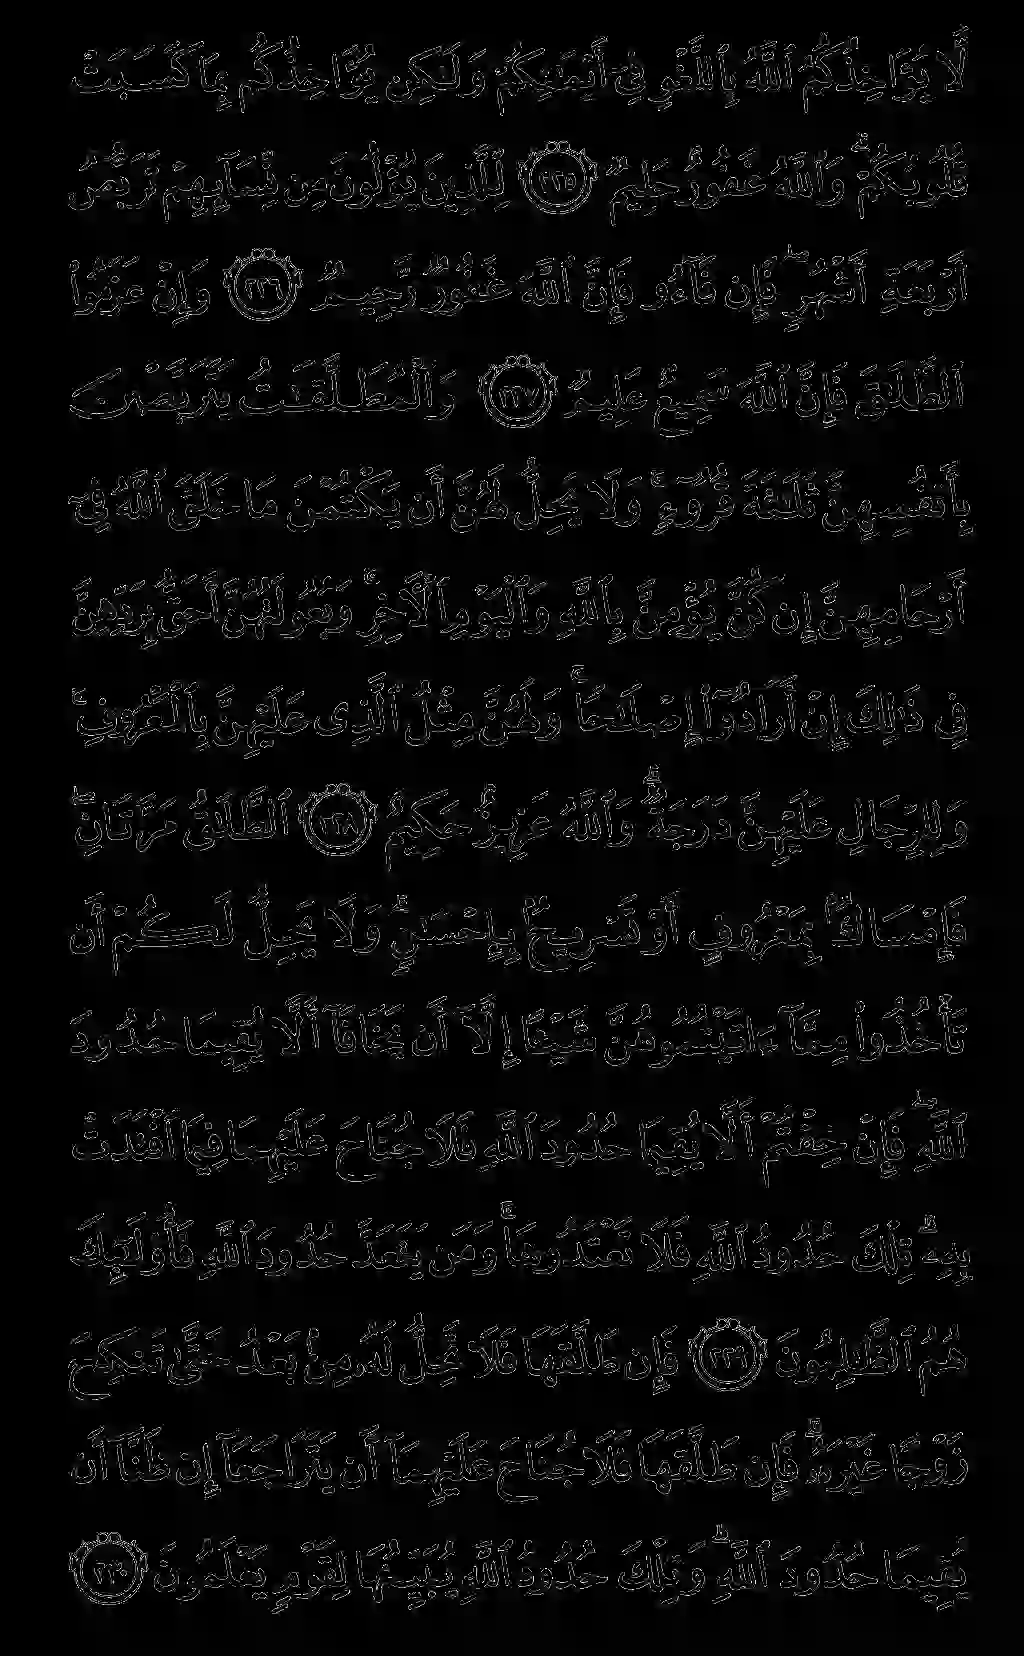 لَّا يُؤَاخِذُكُمُ ٱللَّهُ بِٱللَّغْوِ فِىٓ أَيْمَـٰنِكُمْ وَلَـٰكِن يُؤَاخِذُكُم بِمَا كَسَبَتْ
قُلُوبُكُمْ ۗ وَٱللَّهُ غَفُورٌ حَلِيمٌ ٢٢٥ لِّلَّذِينَ يُؤْلُونَ مِن نِّسَآئِهِمْ تَرَبُّصُ
أَرْبَعَةِ أَشْهُرٍ ۖ فَإِن فَآءُو فَإِنَّ ٱللَّهَ غَفُورٌ رَّحِيمٌ ٢٢٦ وَإِنْ عَزَمُوا۟
ٱلطَّلَـٰقَ فَإِنَّ ٱللَّهَ سَمِيعٌ عَلِيمٌ ٢٢٧ وَٱلْمُطَلَّقَـٰتُ يَتَرَبَّصْنَ
بِأَنفُسِهِنَّ ثَلَـٰثَةَ قُرُوٓءٍ ۚ وَلَا يَحِلُّ لَهُنَّ أَن يَكْتُمْنَ مَا خَلَقَ ٱللَّهُ فِىٓ
أَرْحَامِهِنَّ إِن كُنَّ يُؤْمِنَّ بِٱللَّهِ وَٱلْيَوْمِ ٱلْـَٔاخِرِ ۚ وَبُعُولَتُهُنَّ أَحَقُّ بِرَدِّهِنَّ
فِى ذَٰلِكَ إِنْ أَرَادُوٓا۟ إِصْلَـٰحًا ۚ وَلَهُنَّ مِثْلُ ٱلَّذِى عَلَيْهِنَّ بِٱلْمَعْرُوفِ ۚ
وَلِلرِّجَالِ عَلَيْهِنَّ دَرَجَةٌ ۗ وَٱللَّهُ عَزِيزٌ حَكِيمٌ ٢٢٨ ٱلطَّلَـٰقُ مَرَّتَانِ ۖ
فَإِمْسَاكٌۢ بِمَعْرُوفٍ أَوْ تَسْرِيحٌۢ بِإِحْسَـٰنٍ ۗ وَلَا يَحِلُّ لَكُمْ أَن
تَأْخُذُوا۟ مِمَّآ ءَاتَيْتُمُوهُنَّ شَيْـًٔا إِلَّآ أَن يَخَافَآ أَلَّا يُقِيمَا حُدُودَ
ٱللَّهِ ۖ فَإِنْ خِفْتُمْ أَلَّا يُقِيمَا حُدُودَ ٱللَّهِ فَلَا جُنَاحَ عَلَيْهِمَا فِيمَا ٱفْتَدَتْ
بِهِۦ ۗ تِلْكَ حُدُودُ ٱللَّهِ فَلَا تَعْتَدُوهَا ۚ وَمَن يَتَعَدَّ حُدُودَ ٱللَّهِ فَأُو۟لَـٰٓئِكَ
هُمُ ٱلظَّـٰلِمُونَ ٢٢٩ فَإِن طَلَّقَهَا فَلَا تَحِلُّ لَهُۥ مِنۢ بَعْدُ حَتَّىٰ تَنكِحَ
زَوْجًا غَيْرَهُۥ ۗ فَإِن طَلَّقَهَا فَلَا جُنَاحَ عَلَيْهِمَآ أَن يَتَرَاجَعَآ إِن ظَنَّآ أَن
يُقِيمَا حُدُودَ ٱللَّهِ ۗ وَتِلْكَ حُدُودُ ٱللَّهِ يُبَيِّنُهَا لِقَوْمٍ يَعْلَمُونَ ٢٣٠